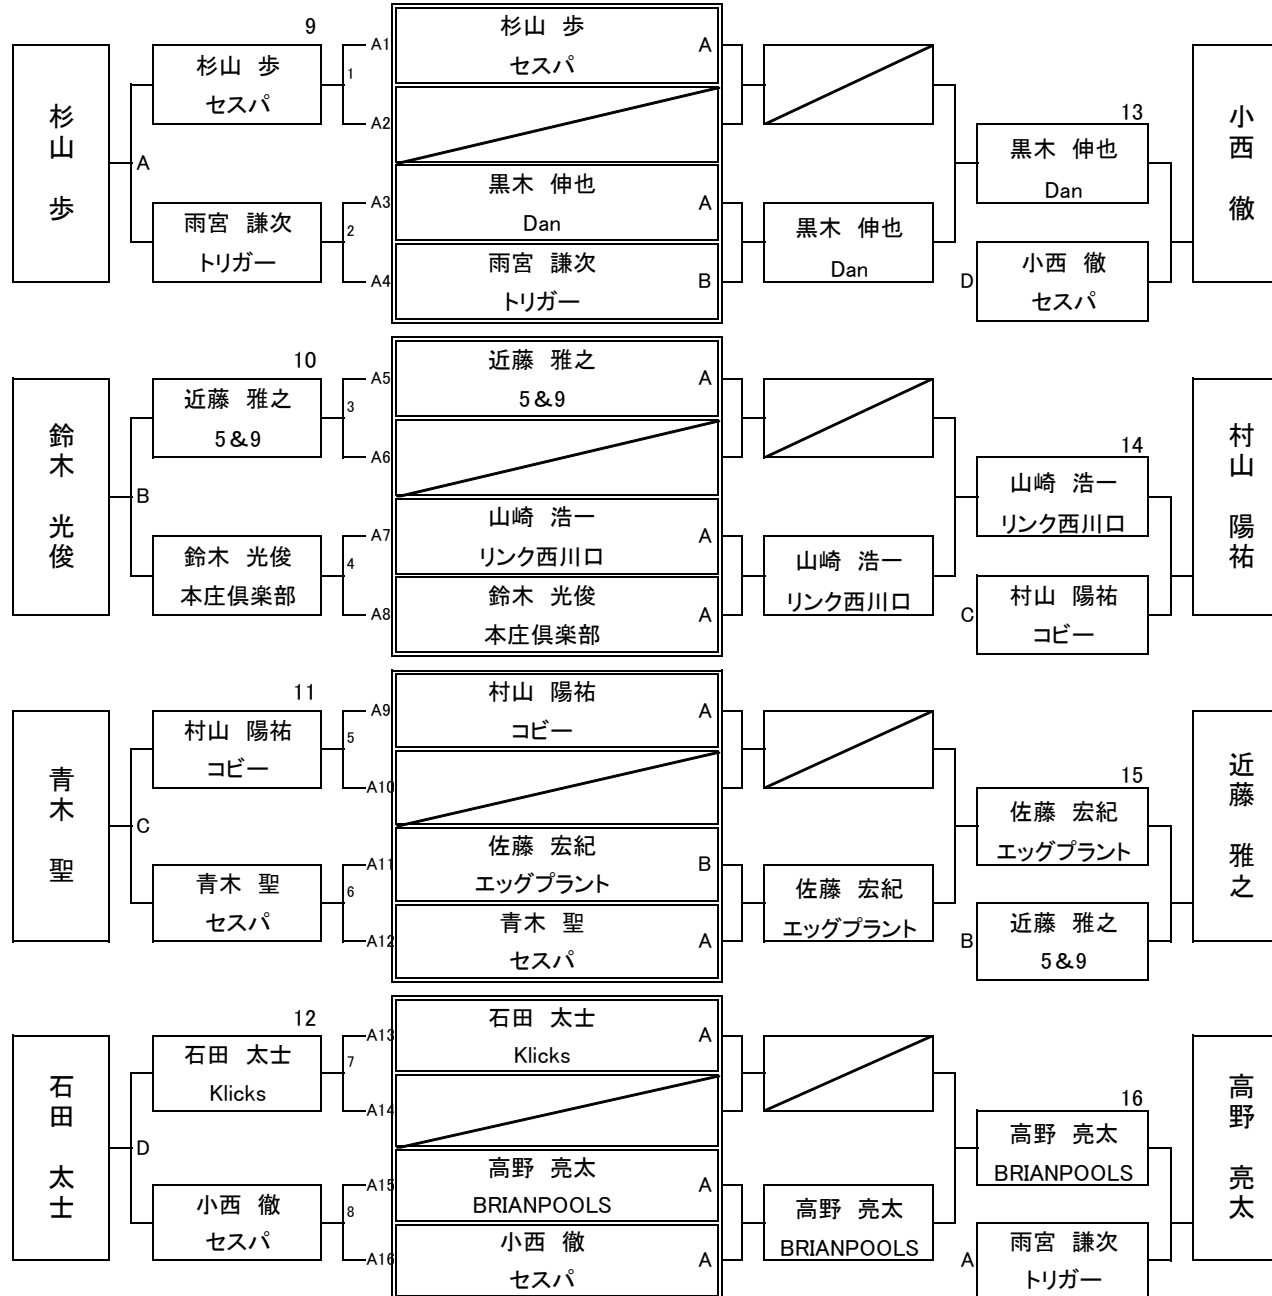 9
杉山 歩
セスパ
A1
1
A2
杉山 歩
セスパ
A
杉山 歩
A
雨宮 謙次
トリガー
A3
2
A4
黒木 伸也
Dan
A
雨宮 謙次
トリガー
B
黒木 伸也
Dan
13
黒木 伸也
Dan
D
小西 徹
セスパ
小西 徹
10
近藤 雅之
5&9
A5
3
A6
近藤 雅之
5&9
A
鈴木 光俊
B
鈴木 光俊
本庄倶楽部
A7
4
A8
山崎 浩一
リンク西川口
A
鈴木 光俊
本庄倶楽部
A
山崎 浩一
リンク西川口
14
山崎 浩一
リンク西川口
C
村山 陽祐
コビー
村山 陽祐
11
村山 陽祐
コビー
A9
5
A10
村山 陽祐
コビー
A
青木 聖
C
青木 聖
セスパ
A11
6
A12
佐藤 宏紀
エッグプラント
B
青木 聖
セスパ
A
佐藤 宏紀
エッグプラント
15
佐藤 宏紀
エッグプラント
B
近藤 雅之
5&9
近藤 雅之
12
石田 太士
Klicks
A13
7
A14
石田 太士
Klicks
A
石田 太士
D
小西 徹
セスパ
A15
8
A16
高野 亮太
BRIANPOOLS
A
小西 徹
セスパ
A
高野 亮太
BRIANPOOLS
16
高野 亮太
BRIANPOOLS
A
雨宮 謙次
トリガー
高野 亮太